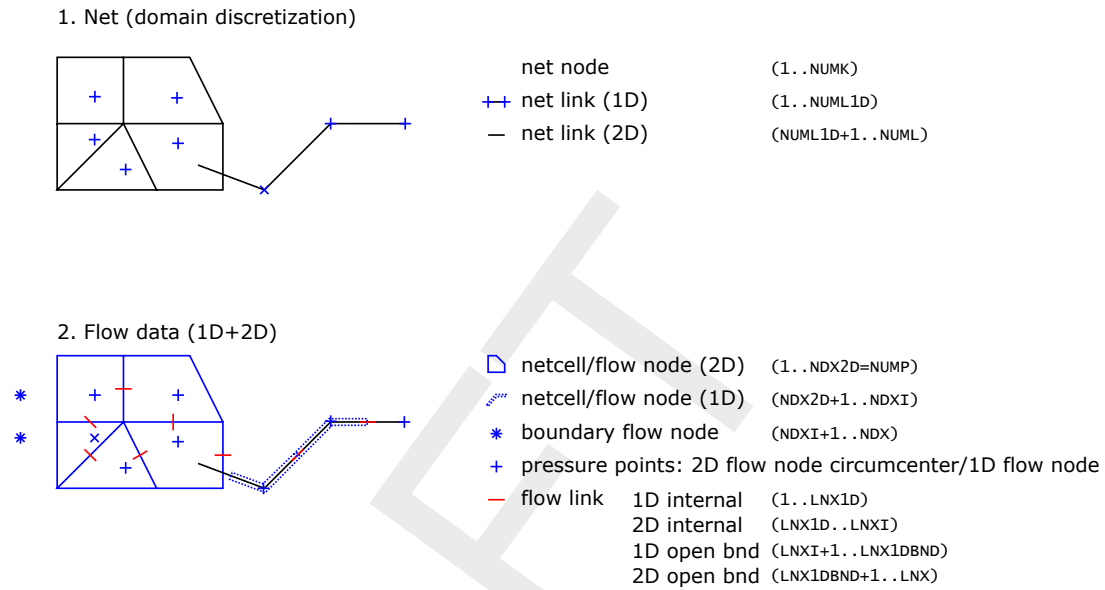 1. Net (domain discretization)
net node (1..NUMK)
net link (1D) (1..NUML1D)
net link (2D) (NUML1D+1..NUML)
2. Flow data (1D+2D)
netcell/flow node (2D) (1..NDX2D=NUMP)
netcell/flow node (1D) (NDX2D+1..NDXI)
boundary flow node (NDXI+1..NDX)
pressure points: 2D flow node circumcenter/1D flow node
flow link 1D internal (1..LNX1D)
2D internal (LNX1D..LNXI)
1D open bnd (LNXI+1..LNX1DBND)
2D open bnd (LNX1DBND+1..LNX)